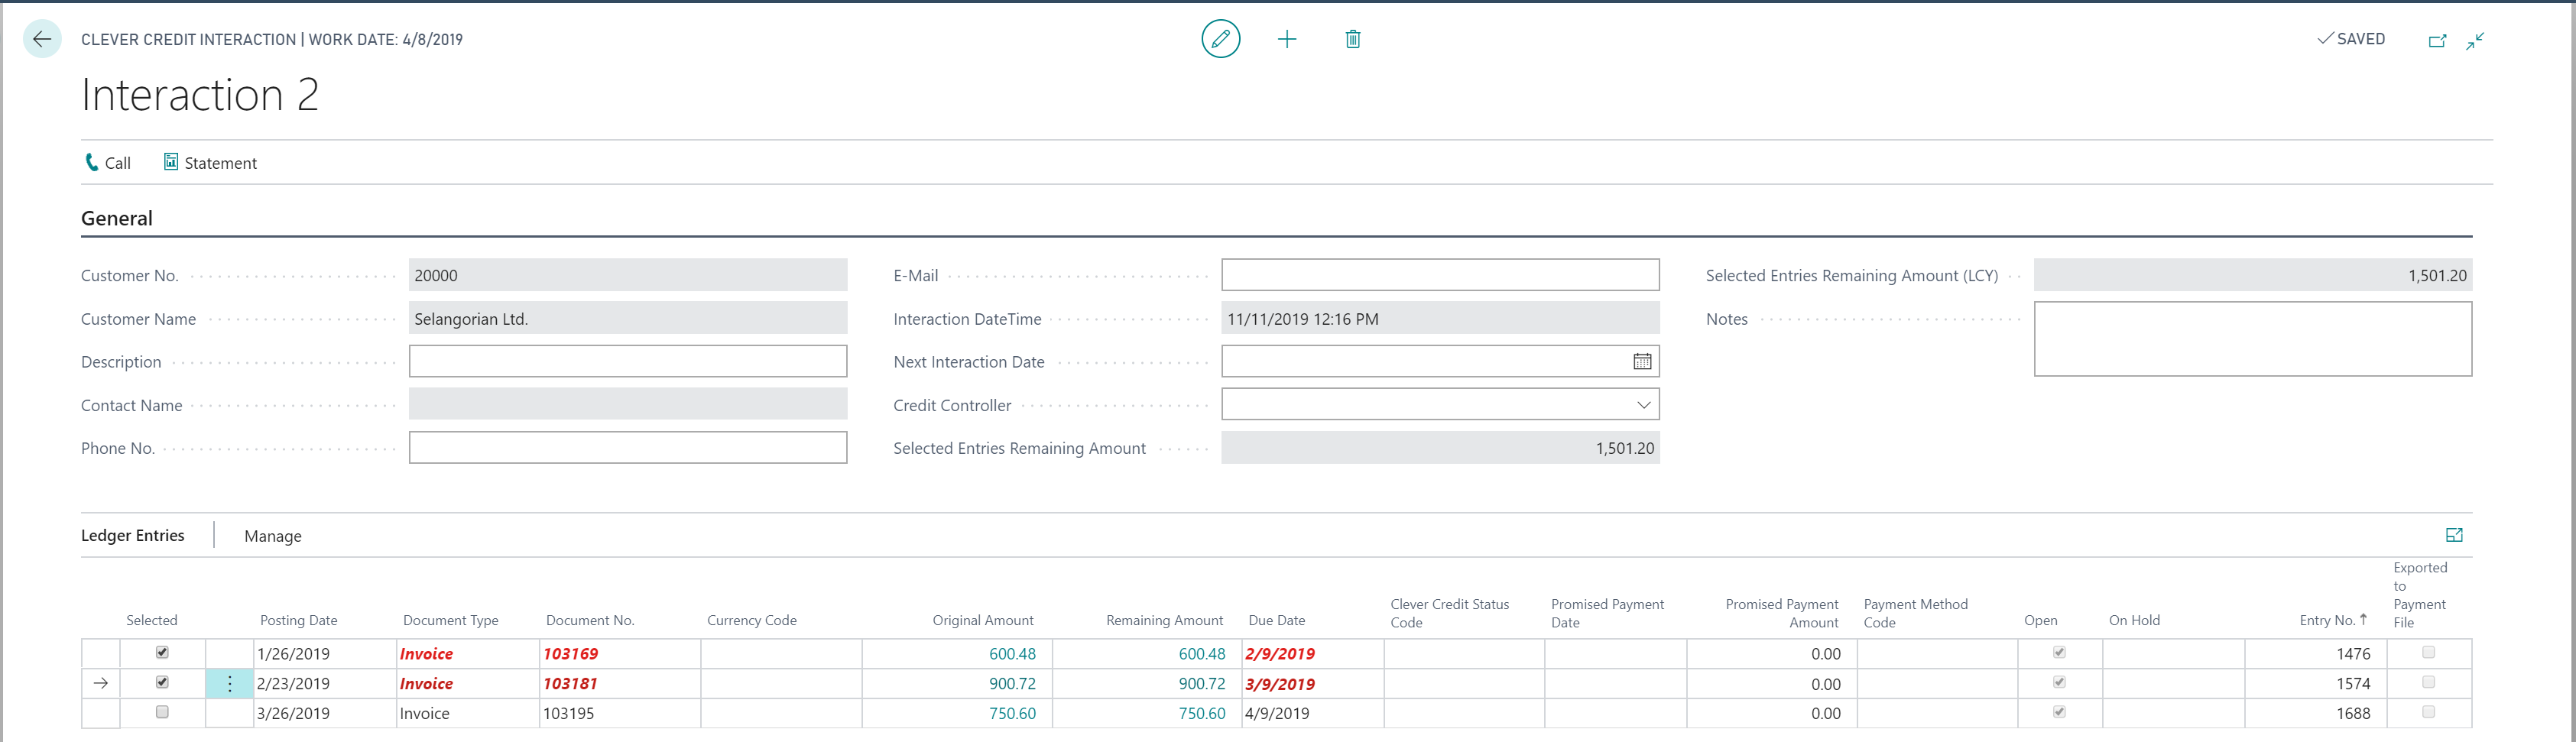 CLEVER CREDIT INTERACTION | WORK DATE: 4/8/2019
SAVED
Interaction 2
Call Statement
General
Customer No. 20000 E-Mail Selected Entries Remaining Amount (LCY) 1,501.20
Customer Name Selangorian Ltd. Interaction DateTime 11/11/2019 12:16 PM Notes
Description Next Interaction Date
Contact Name Credit Controller
Phone No. Selected Entries Remaining Amount 1,501.20
Ledger Entries Manage
Selected Posting Date Document Type Document No. Currency Code Original Amount Remaining Amount Due Date Clever Credit Status Code Promised Payment Date Promised Payment Amount Payment Method Code Open On Hold Entry No. ↑ Exported to Payment File
1/26/2019 Invoice 103169 600.48 600.48 2/9/2019 0.00 1476
2/23/2019 Invoice 103181 900.72 900.72 3/9/2019 0.00 1574
3/26/2019 Invoice 103195 750.60 750.60 4/9/2019 0.00 1688